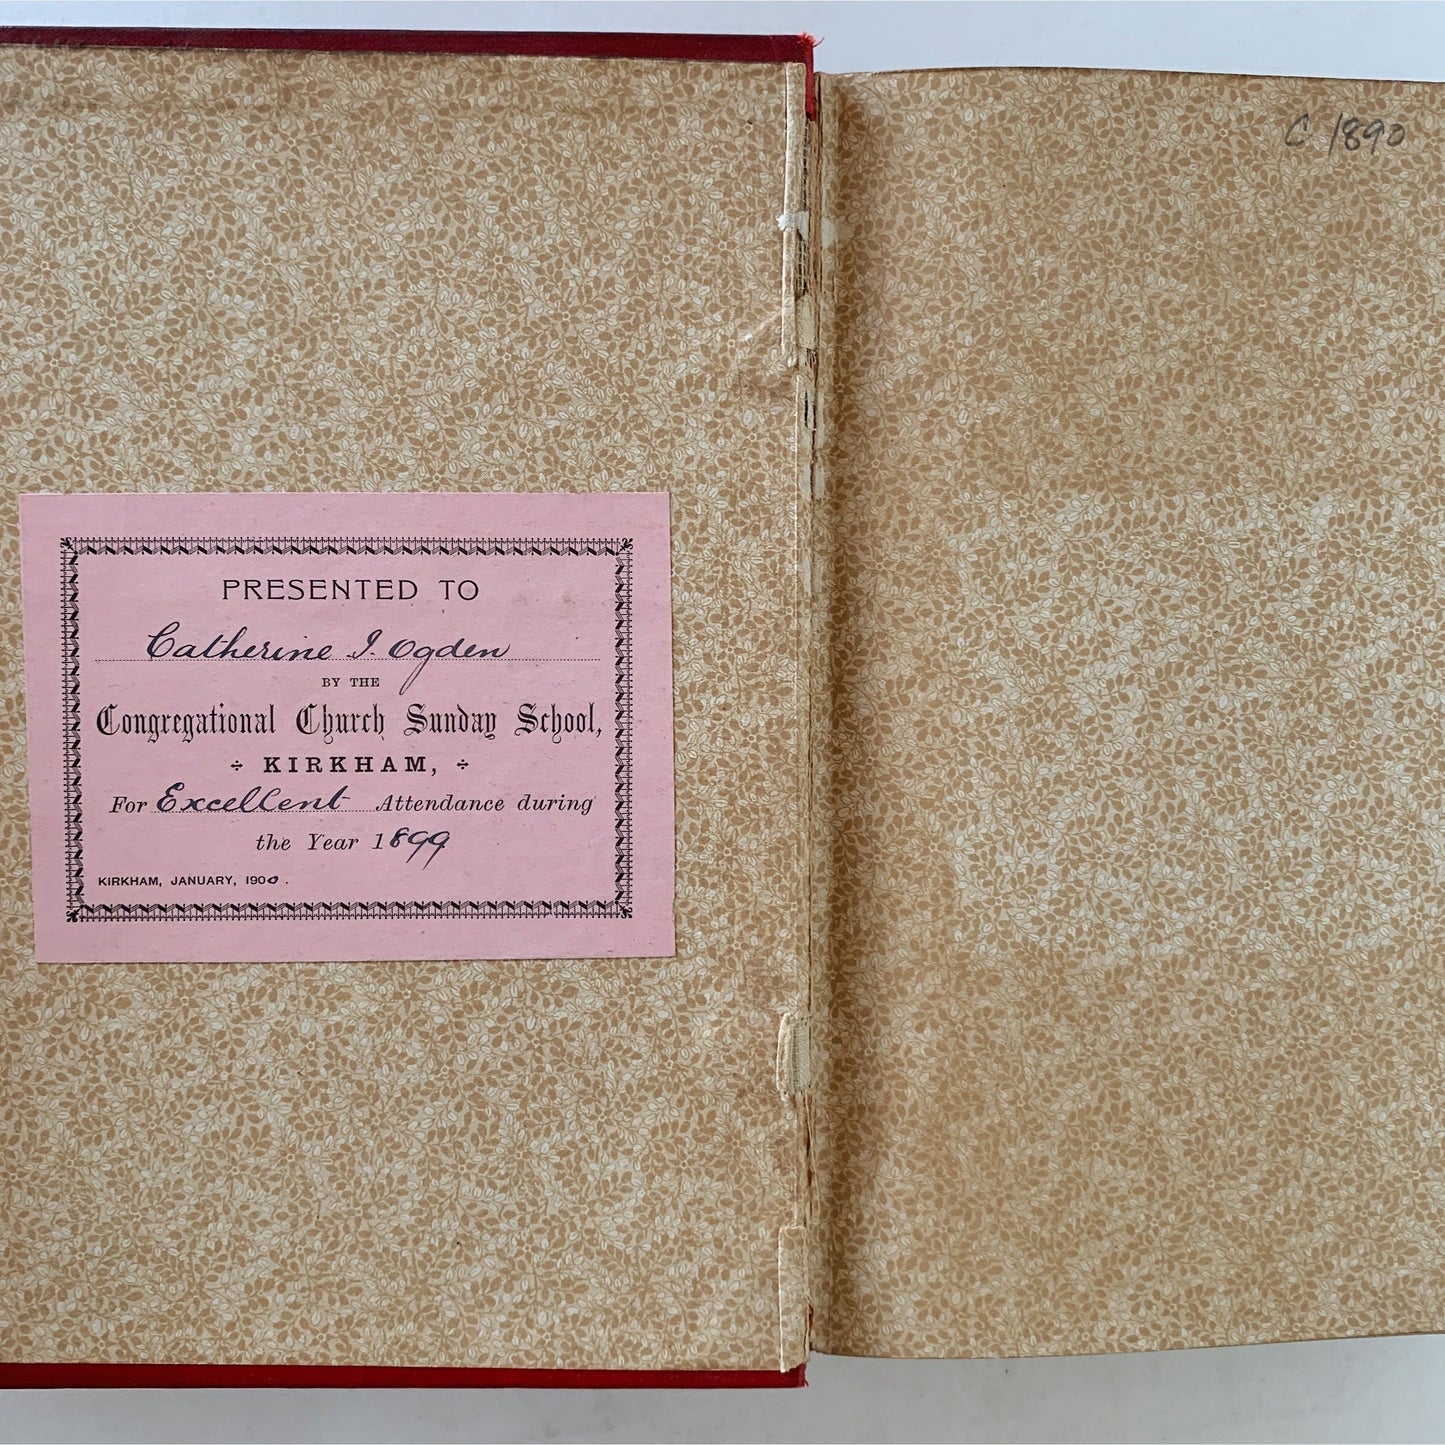 PRESENTED TO
Catherine I. Ogden
BY THE
Congregational Church Sunday School,
÷ KIRKHAM, ÷
For Excellent Attendance during
the Year 1899
KIRKHAM, JANUARY, 1900.
C 1890